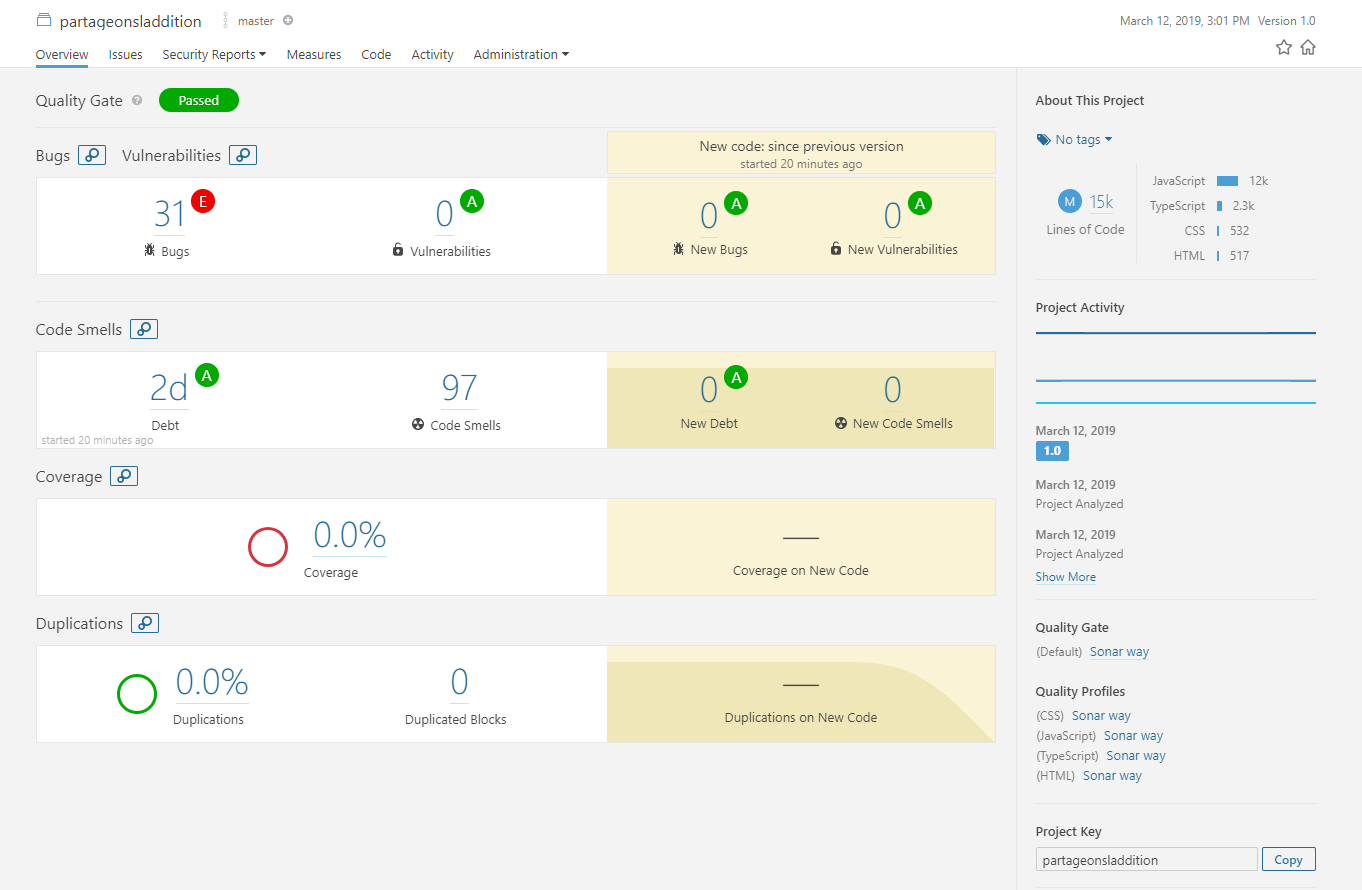 partageonsladdition master March 12, 2019, 3:01 PM Version 1.0
Overview Issues Security Reports Measures Code Activity Administration
Quality Gate ? Passed
Bugs Vulnerabilities
New code: since previous version
started 20 minutes ago
31 E 0 A 0 A 0 A
Bugs Vulnerabilities New Bugs New Vulnerabilities
Code Smells
2d A 97 0 A 0
Debt Code Smells New Debt New Code Smells
started 20 minutes ago
Coverage
0.0%
Coverage Coverage on New Code
Duplications
0.0% 0
Duplications Duplicated Blocks Duplications on New Code
About This Project
No tags
M 15k
Lines of Code
JavaScript 12k
TypeScript 2.3k
CSS 532
HTML 517
Project Activity
March 12, 2019
1.0
March 12, 2019
Project Analyzed
March 12, 2019
Project Analyzed
Show More
Quality Gate
(Default) Sonar way
Quality Profiles
(CSS) Sonar way
(JavaScript) Sonar way
(TypeScript) Sonar way
(HTML) Sonar way
Project Key
partageonsladdition Copy